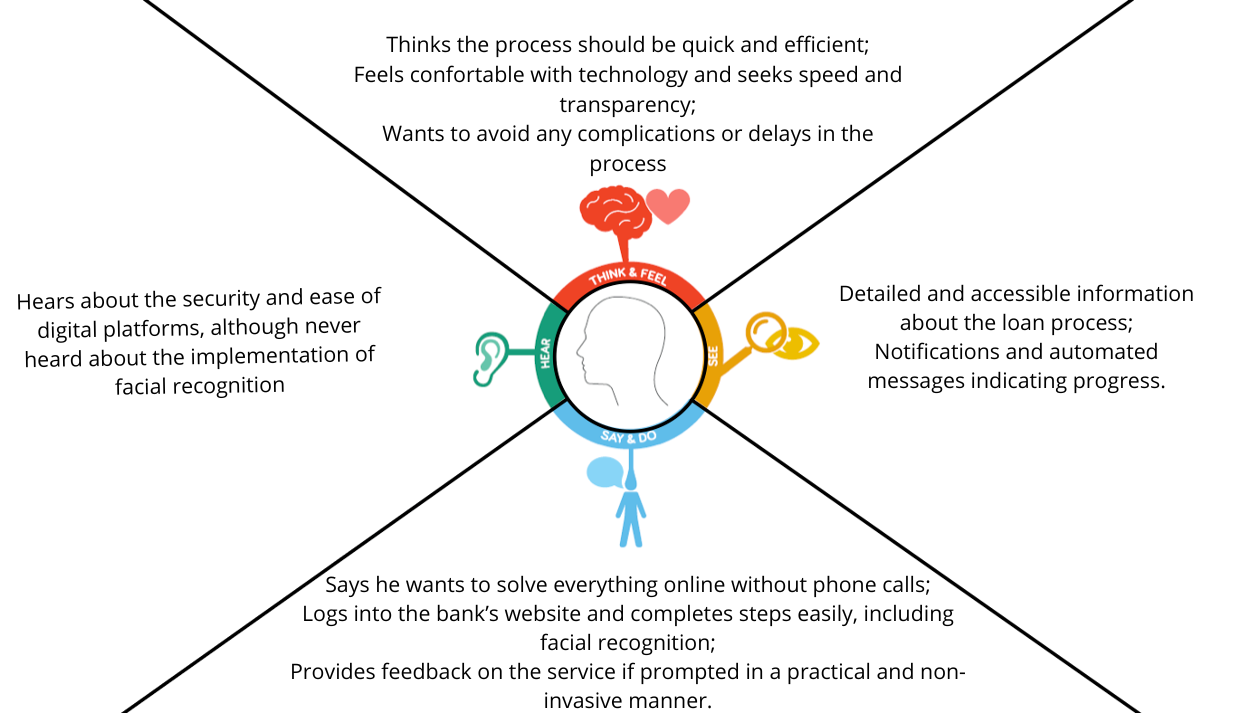 Thinks the process should be quick and efficient;
Feels confortable with technology and seeks speed and
transparency;
Wants to avoid any complications or delays in the
process
THINK & FEEL
Hears about the security and ease of
digital platforms, although never
heard about the implementation of
facial recognition
HEAR
SEE
Detailed and accessible information
about the loan process;
Notifications and automated
messages indicating progress.
SAY & DO
Says he wants to solve everything online without phone calls;
Logs into the bank’s website and completes steps easily, including
facial recognition;
Provides feedback on the service if prompted in a practical and non-
invasive manner.